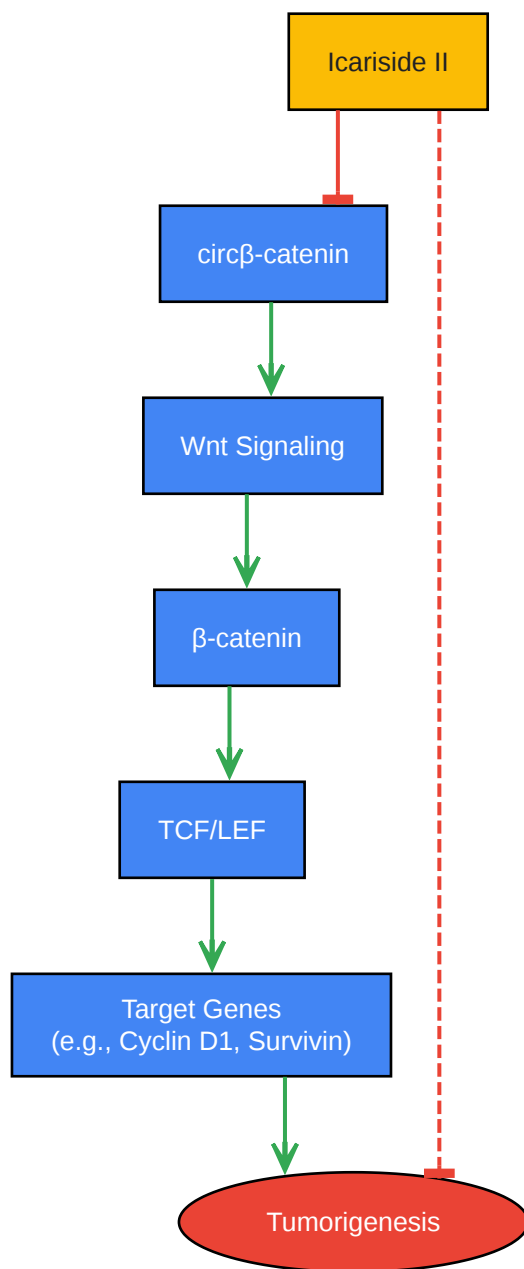 Icariside II
circβ-catenin
Wnt Signaling
β-catenin
TCF/LEF
Target Genes
(e.g., Cyclin D1, Survivin)
Tumorigenesis